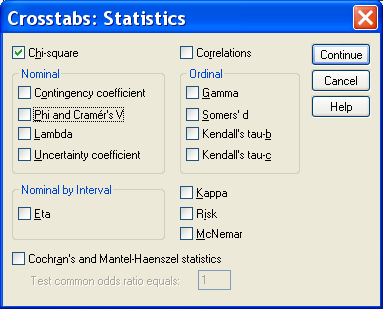 Crosstabs: Statistics
Chi-square
Correlations
Continue
Nominal
Ordinal
Cancel
Contingency coefficient
Gamma
Help
Phi and Cramér's V
Somers' d
Lambda
Kendall's tau-b
Uncertainty coefficient
Kendall's tau-c
Nominal by Interval
Kappa
Eta
Risk
McNemar
Cochran's and Mantel-Haenszel statistics
Test common odds ratio equals: 1